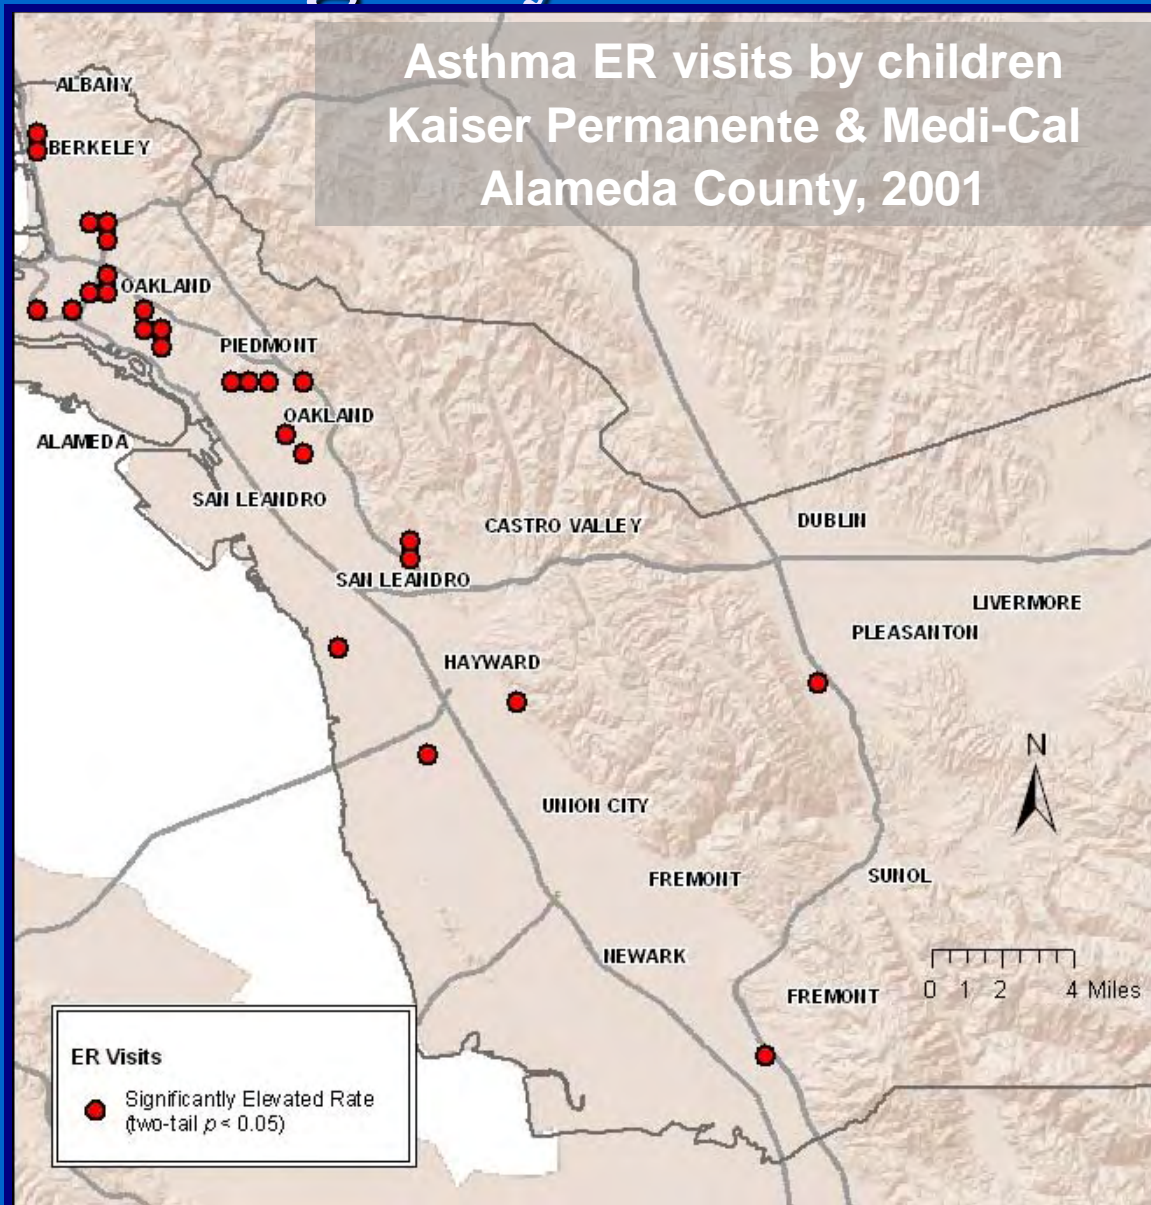 Asthma ER visits by children
Kaiser Permanente & Medi-Cal
Alameda County, 2001
ALBANY
BERKELEY
OAKLAND
PIEDMONT
OAKLAND
ALAMEDA
SAN LEANDRO
CASTRO VALLEY
DUBLIN
SAN LEANDRO
LIVERMORE
PLEASANTON
HAYWARD
N
UNION CITY
FREMONT
SUNOL
NEWARK
FREMONT
0 1 2 4 Miles
ER Visits
Significantly Elevated Rate
(two-tail p < 0.05)